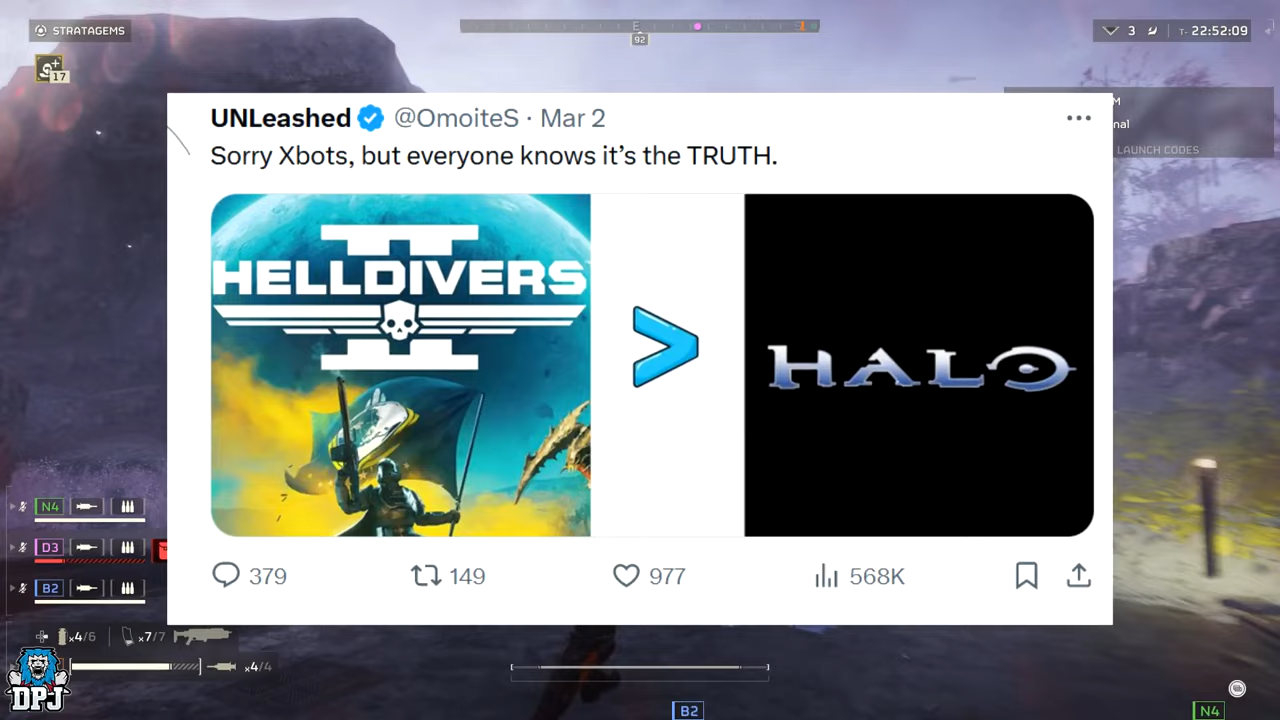 STRATAGEMS
E
92
3
T- 22:52:09
17
UNLeashed @OmoiteS · Mar 2
nal
LAUNCH CODES
Sorry Xbots, but everyone knows it’s the TRUTH.
II
HELLDIVERS
>
HALO
N4
D3
B2
379
149
977
568K
x4/6
x7/7
x4/4
DPJ
B2
N4